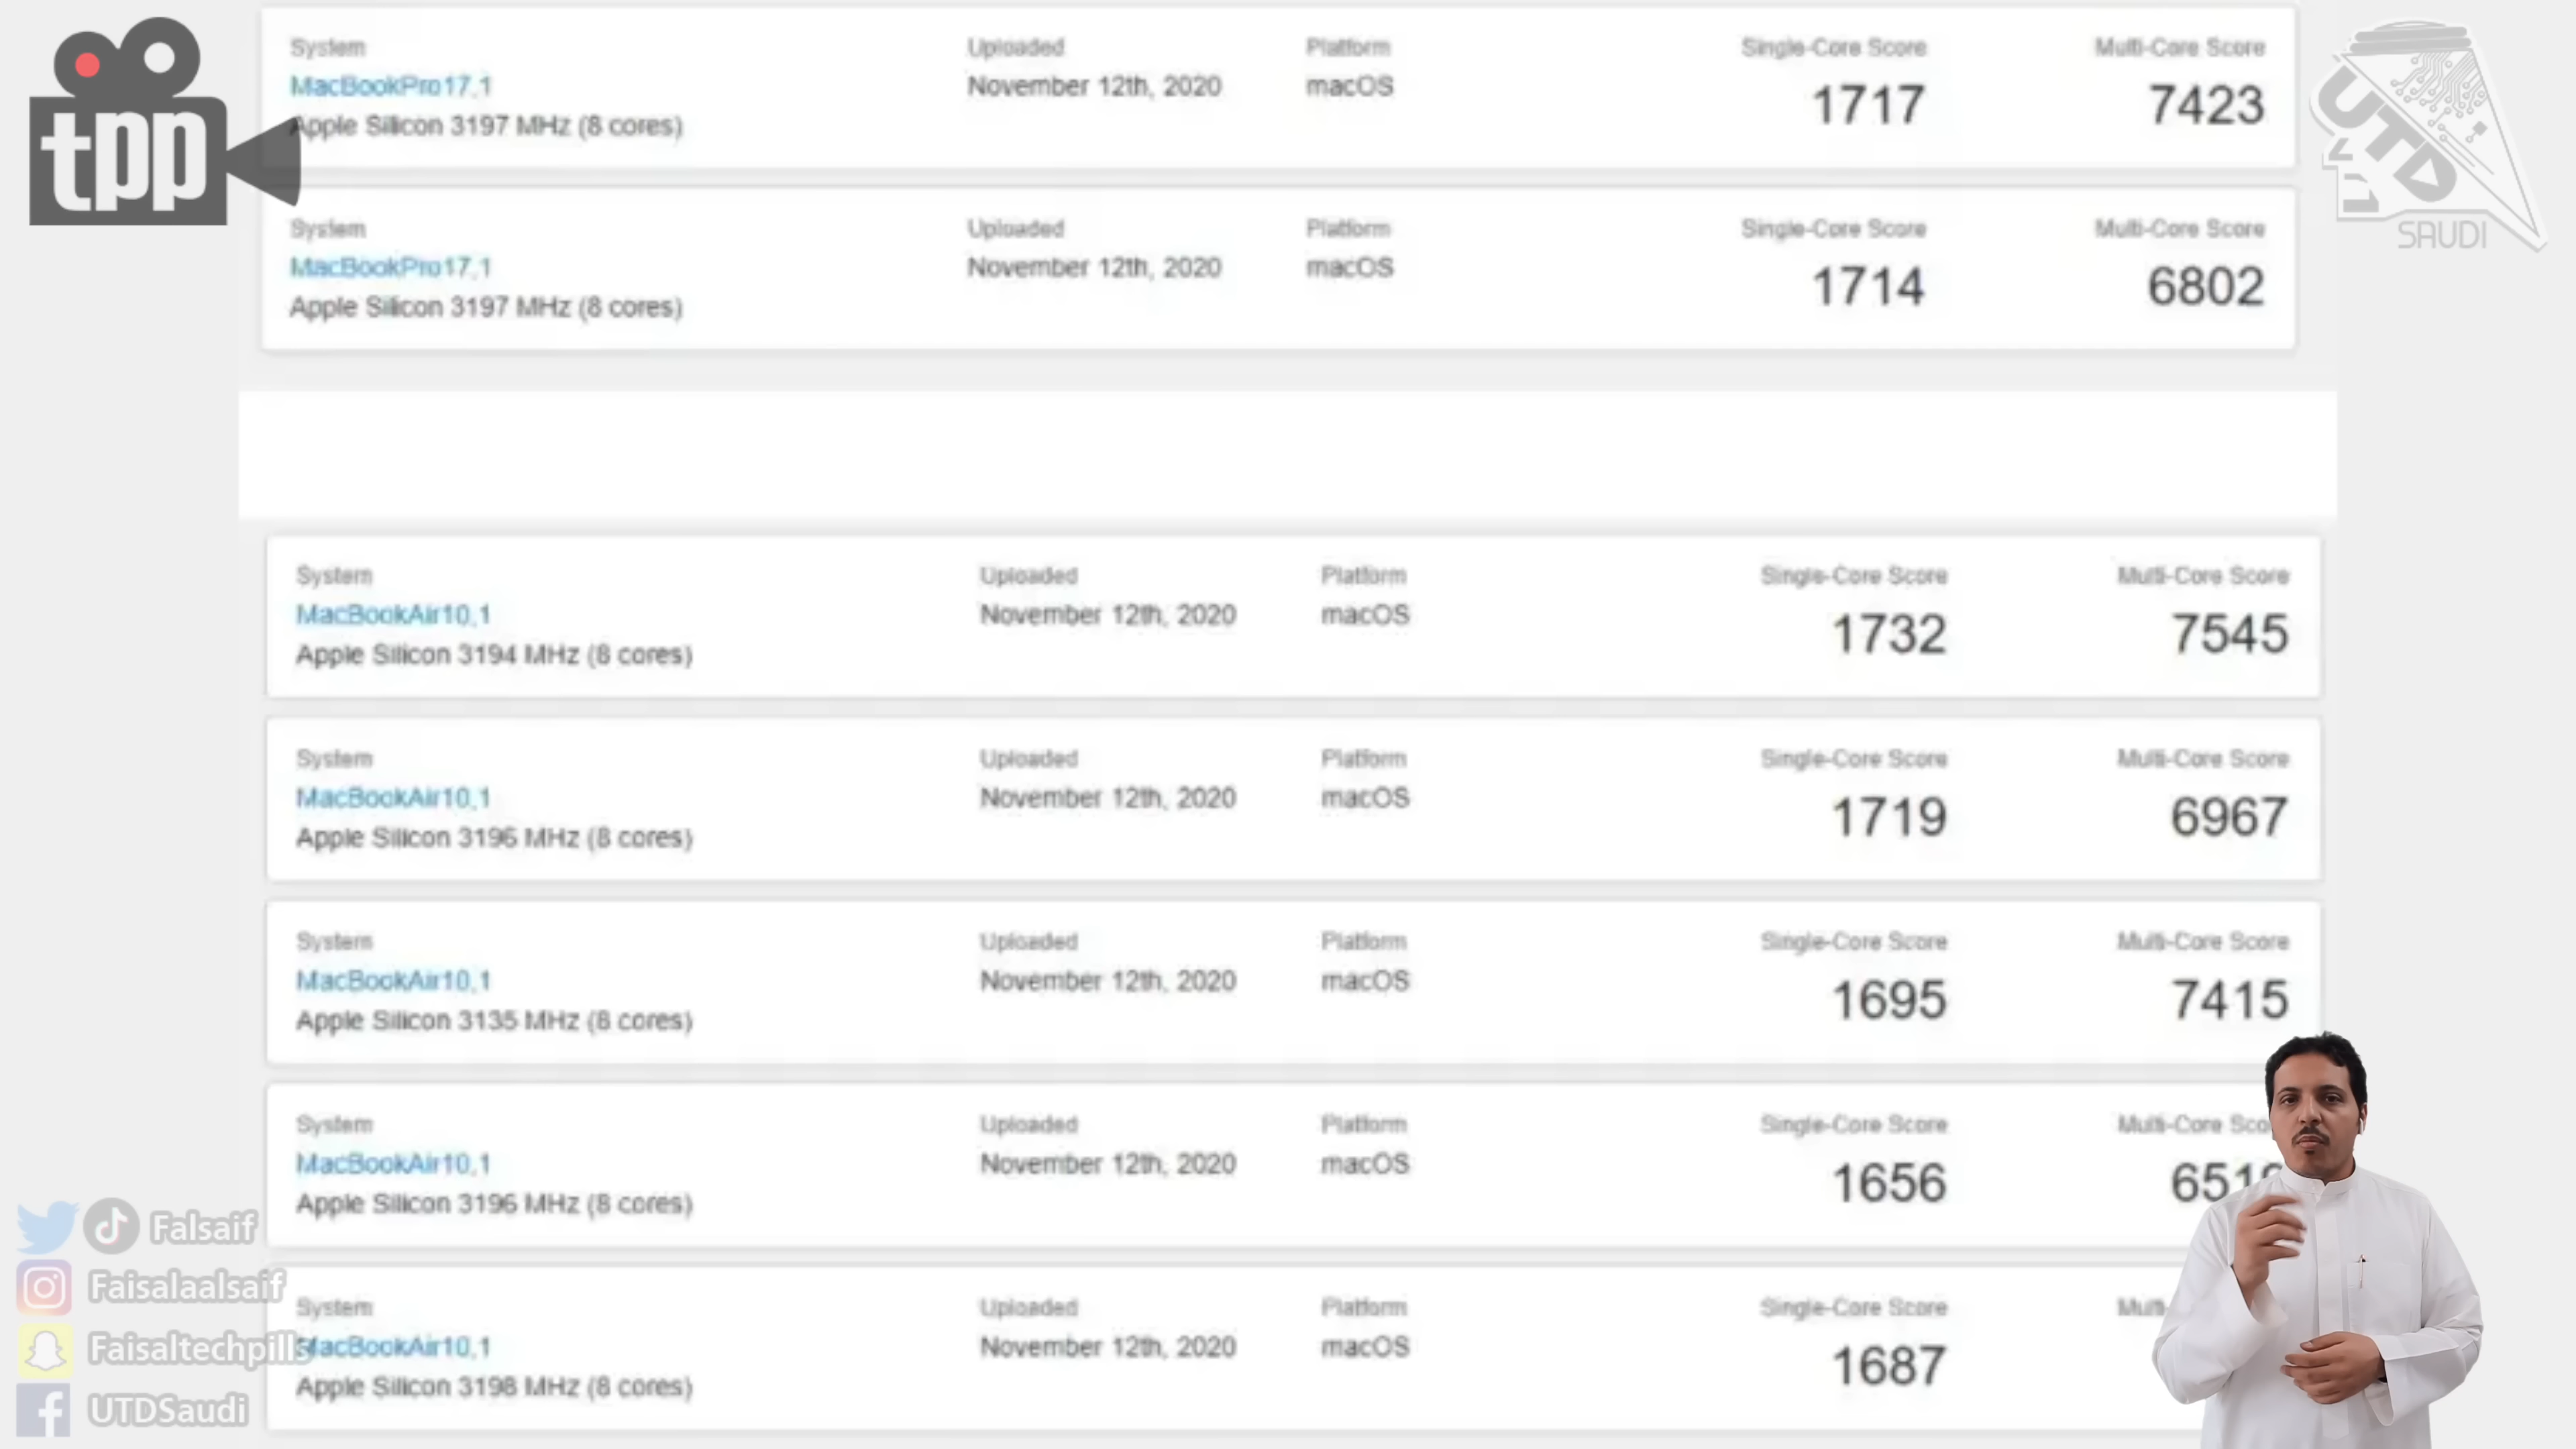 tpp
System Uploaded Platform Single-Core Score Multi-Core Score
MacBookPro17,1 November 12th, 2020 macOS 1717 7423
Apple Silicon 3197 MHz (8 cores)
System Uploaded Platform Single-Core Score Multi-Core Score
MacBookPro17,1 November 12th, 2020 macOS 1714 6802
Apple Silicon 3197 MHz (8 cores)
UTD
SAUDI
System Uploaded Platform Single-Core Score Multi-Core Score
MacBookAir10,1 November 12th, 2020 macOS 1732 7545
Apple Silicon 3194 MHz (8 cores)
System Uploaded Platform Single-Core Score Multi-Core Score
MacBookAir10,1 November 12th, 2020 macOS 1719 6967
Apple Silicon 3196 MHz (8 cores)
System Uploaded Platform Single-Core Score Multi-Core Score
MacBookAir10,1 November 12th, 2020 macOS 1695 7415
Apple Silicon 3135 MHz (8 cores)
System Uploaded Platform Single-Core Score Multi-Core
MacBookAir10,1 November 12th, 2020 macOS 1656
Apple Silicon 3196 MHz (8 cores)
System Uploaded Platform Single-Core Score
MacBookAir10,1 November 12th, 2020 macOS 1687
Apple Silicon 3198 MHz (8 cores)
Falsaif
Faisalaalsaif
Faisaltechpills
UTDSaudi